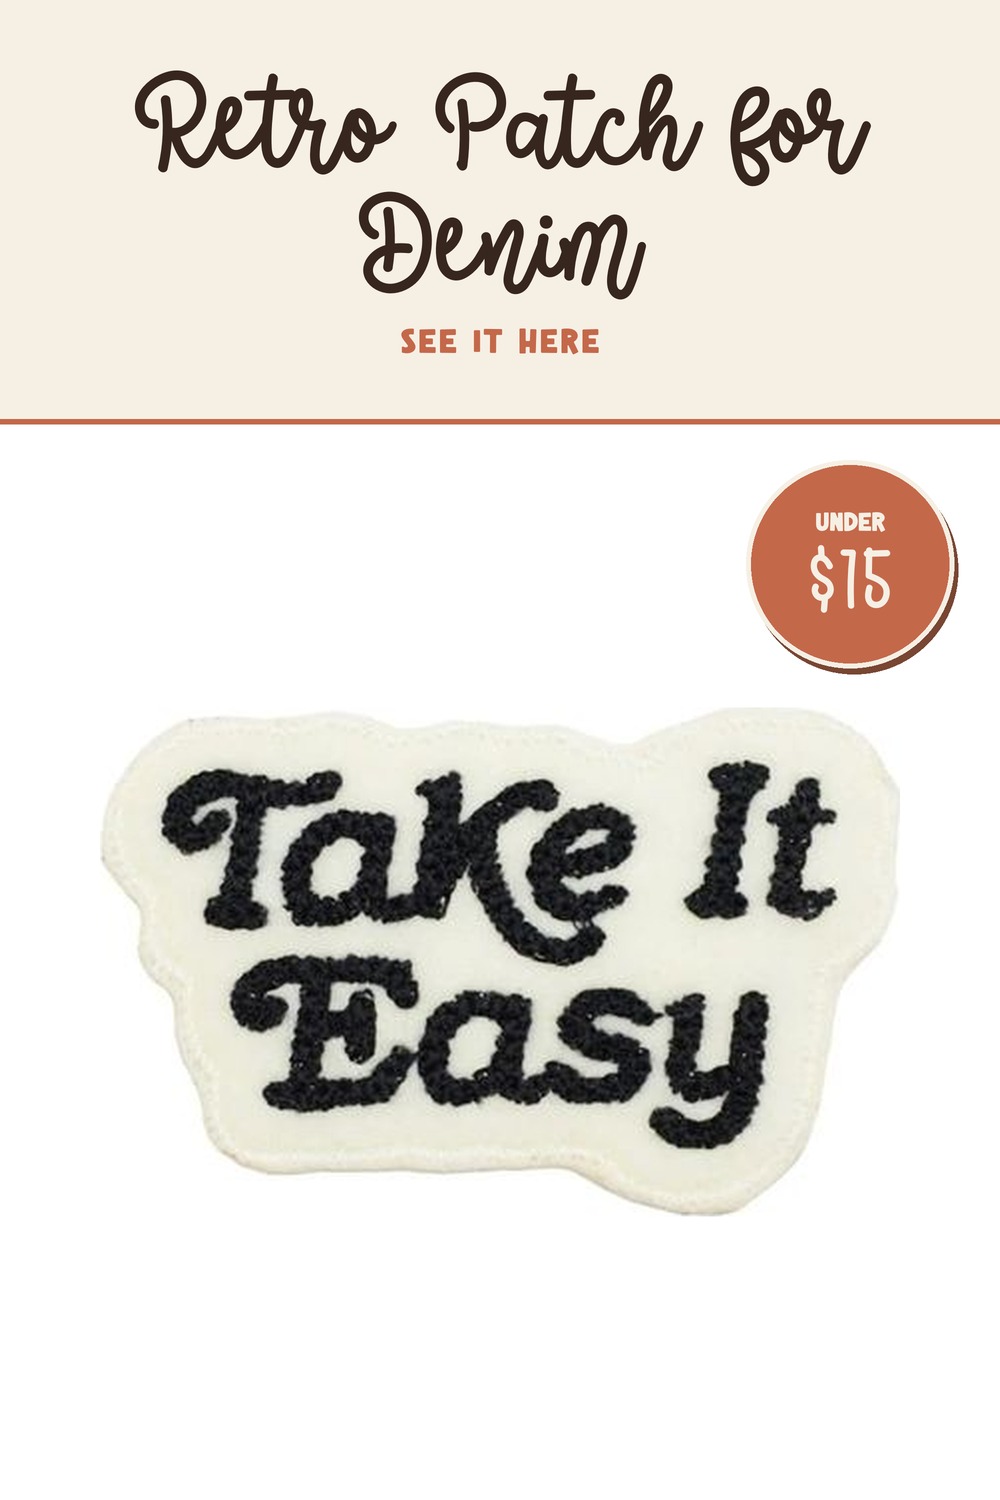 Retro Patch for
Denim
SEE IT HERE
UNDER
$15
Take It
Easy